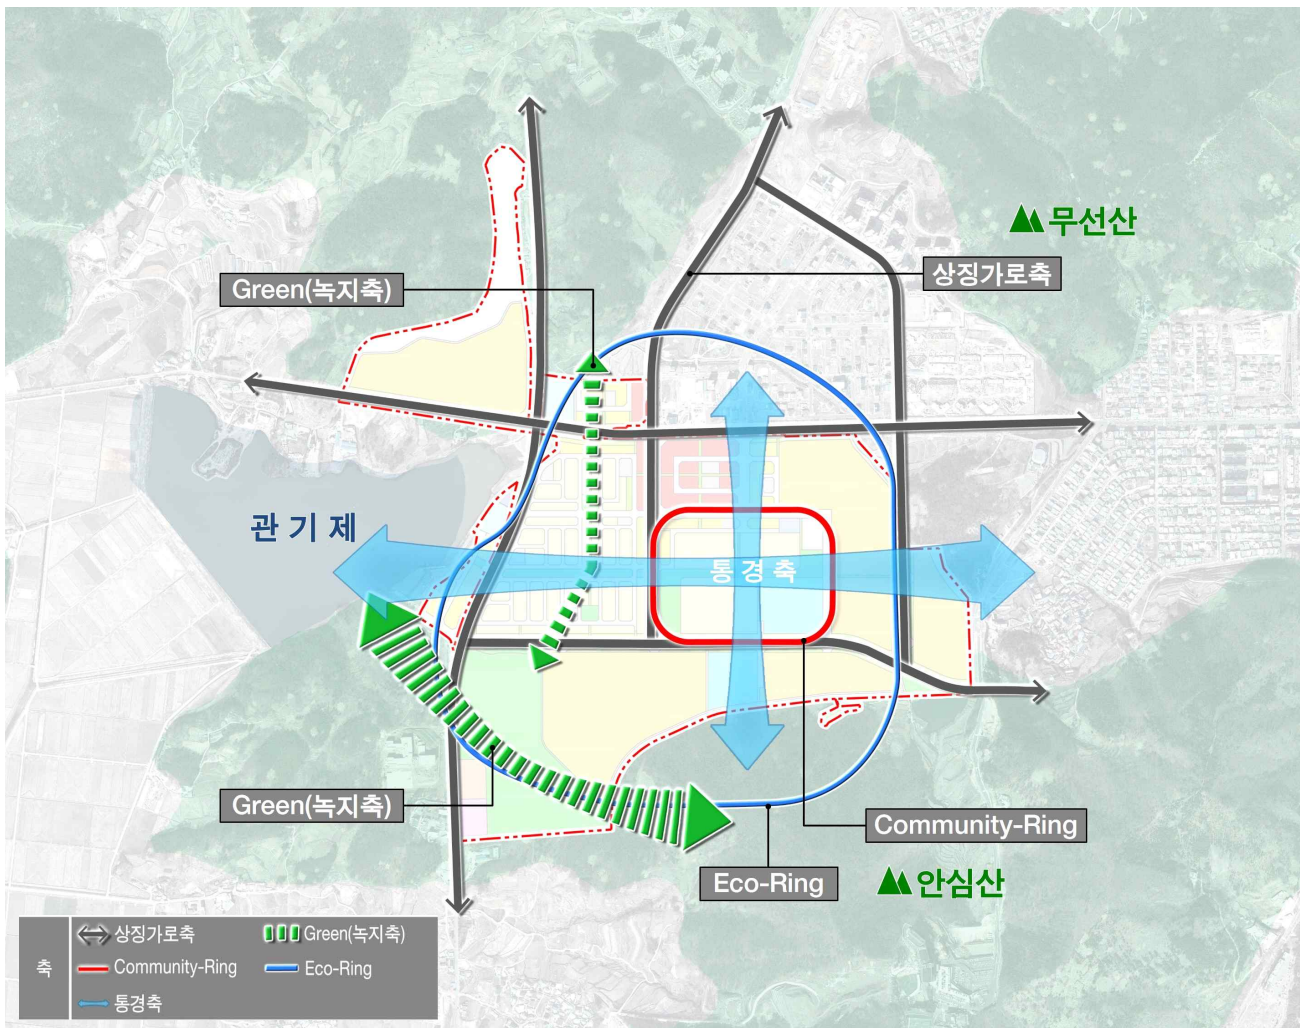 무선산
상징가로축
Green(녹지축)
관 기 제
통 경 축
Green(녹지축)
Community-Ring
Eco-Ring
안심산
축
상징가로축
Green(녹지축)
Community-Ring
Eco-Ring
통경축